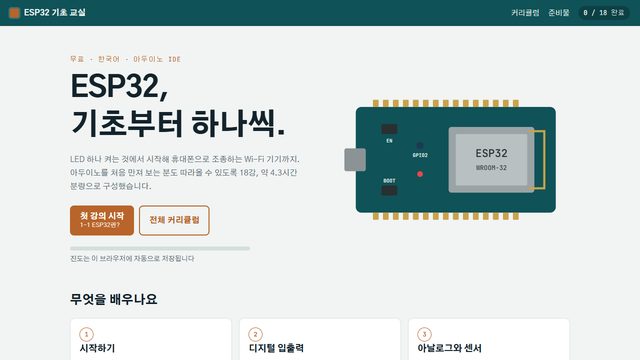 ESP32 기초 교실
커리큘럼 준비물 0 / 18 완료
무료 · 한국어 · 아두이노 IDE
ESP32,
기초부터 하나씩.
LED 하나 켜는 것에서 시작해 휴대폰으로 조종하는 Wi-Fi 기기까지.
아두이노를 처음 만져 보는 분도 따라올 수 있도록 18강, 약 4.3시간
분량으로 구성했습니다.
첫 강의 시작
1-1 ESP32란?
전체 커리큘럼
진도는 이 브라우저에 자동으로 저장됩니다
EN
GPIO2
BOOT
ESP32
WROOM-32
무엇을 배우나요
1
시작하기
2
디지털 입출력
3
아날로그와 센서